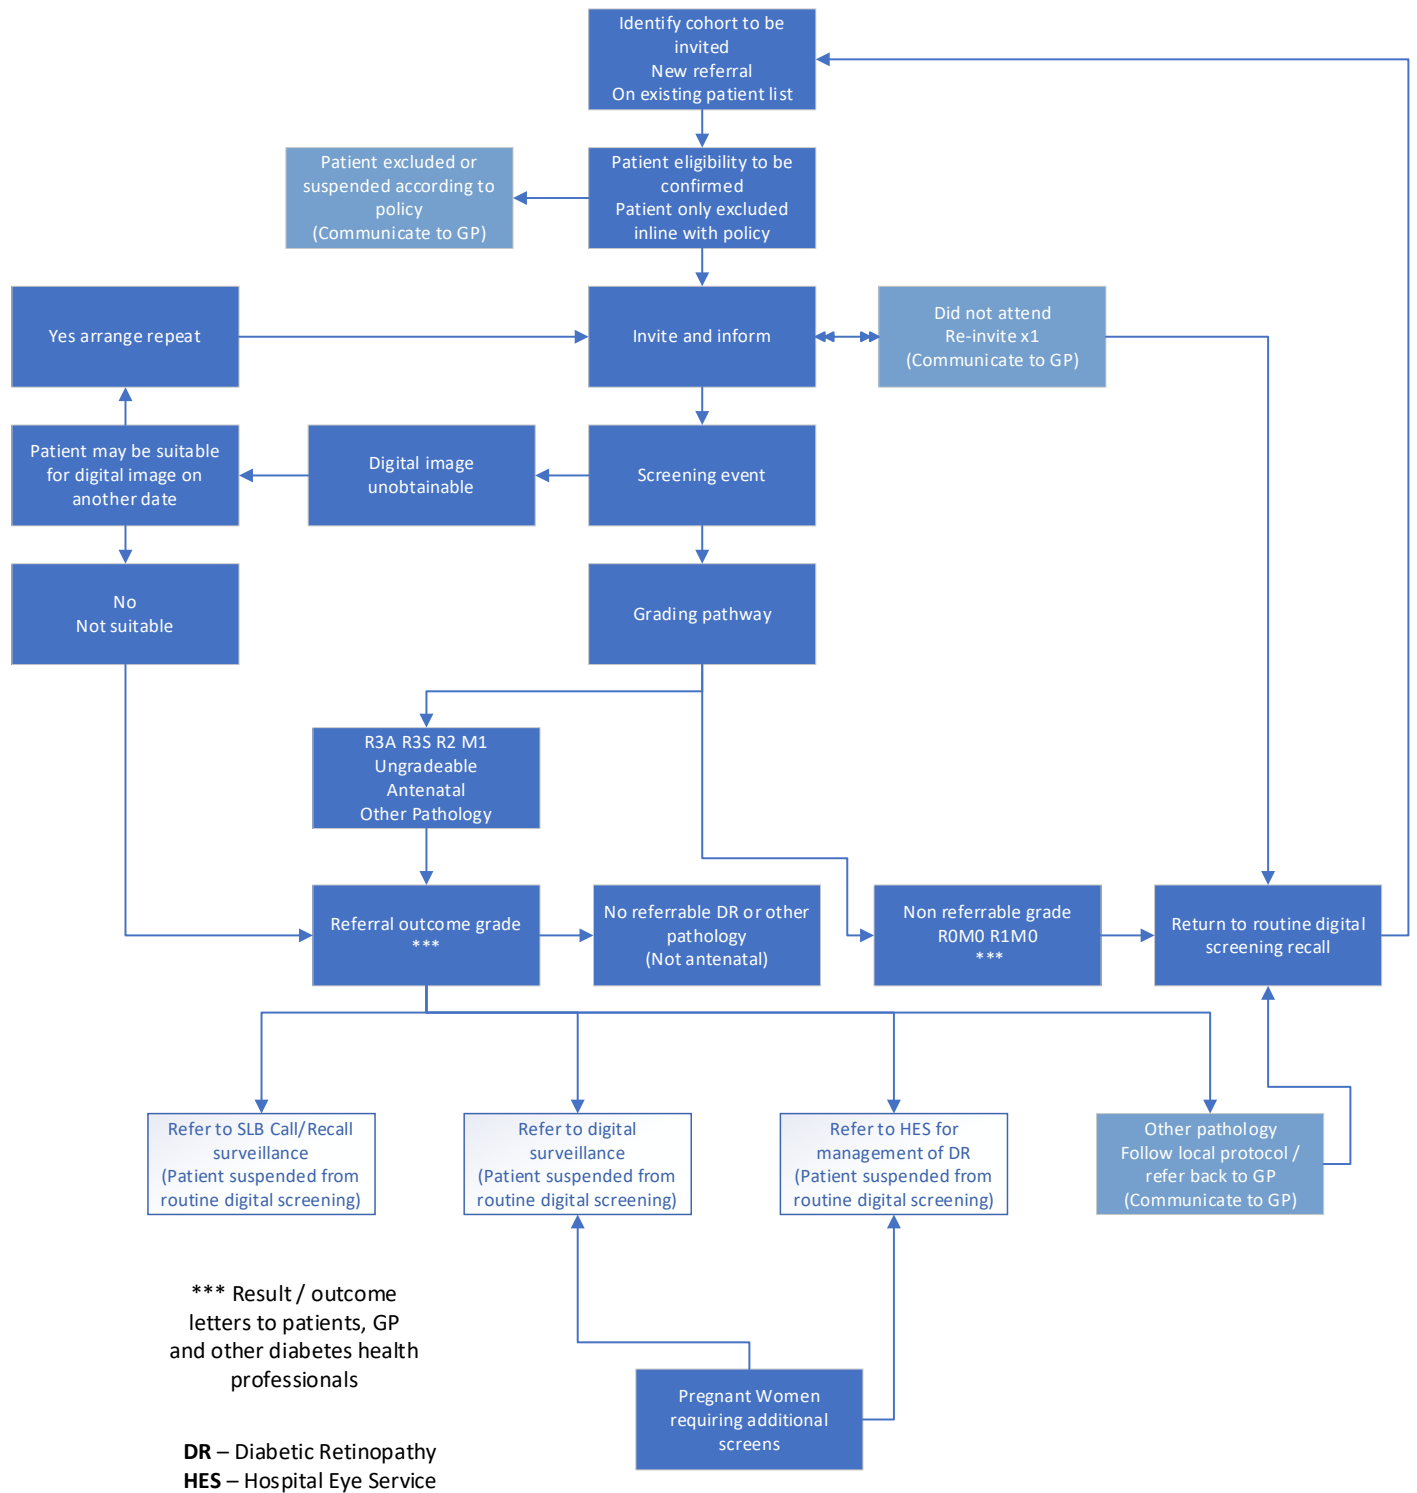 Identify cohort to be
invited
New referral
On existing patient list
Patient excluded or
suspended according to
policy
(Communicate to GP)
Patient eligibility to be
confirmed
Patient only excluded
inline with policy
Yes arrange repeat
Invite and inform
Did not attend
Re-invite x1
(Communicate to GP)
Patient may be suitable
for digital image on
another date
Digital image
unobtainable
Screening event
No
Not suitable
Grading pathway
R3A R3S R2 M1
Ungradeable
Antenatal
Other Pathology
Referral outcome grade
***
No referrable DR or other
pathology
(Not antenatal)
Non referrable grade
R0M0 R1M0
***
Return to routine digital
screening recall
Refer to SLB Call/Recall
surveillance
(Patient suspended from
routine digital screening)
Refer to digital
surveillance
(Patient suspended from
routine digital screening)
Refer to HES for
management of DR
(Patient suspended from
routine digital screening)
Other pathology
Follow local protocol /
refer back to GP
(Communicate to GP)
*** Result / outcome
letters to patients, GP
and other diabetes health
professionals
Pregnant Women
requiring additional
screens
DR – Diabetic Retinopathy
HES – Hospital Eye Service